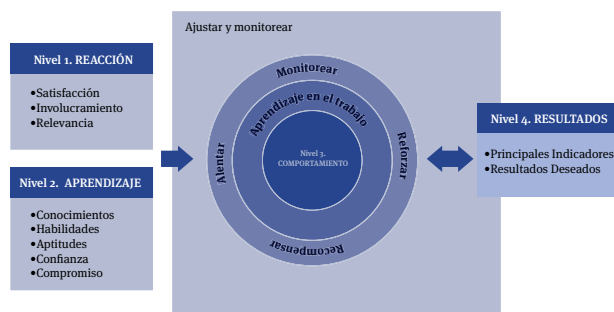 Ajustar y monitorear
Nivel 1. REACCIÓN
•Satisfacción
•Involucramiento
•Relevancia
Nivel 2. APRENDIZAJE
•Conocimientos
•Habilidades
•Aptitudes
•Confianza
•Compromiso
Monitorear
Aprendizaje en el trabajo
Alentar
Reforzar
Recompensar
Nivel 3.
COMPORTAMIENTO
Nivel 4. RESULTADOS
•Principales Indicadores
•Resultados Deseados